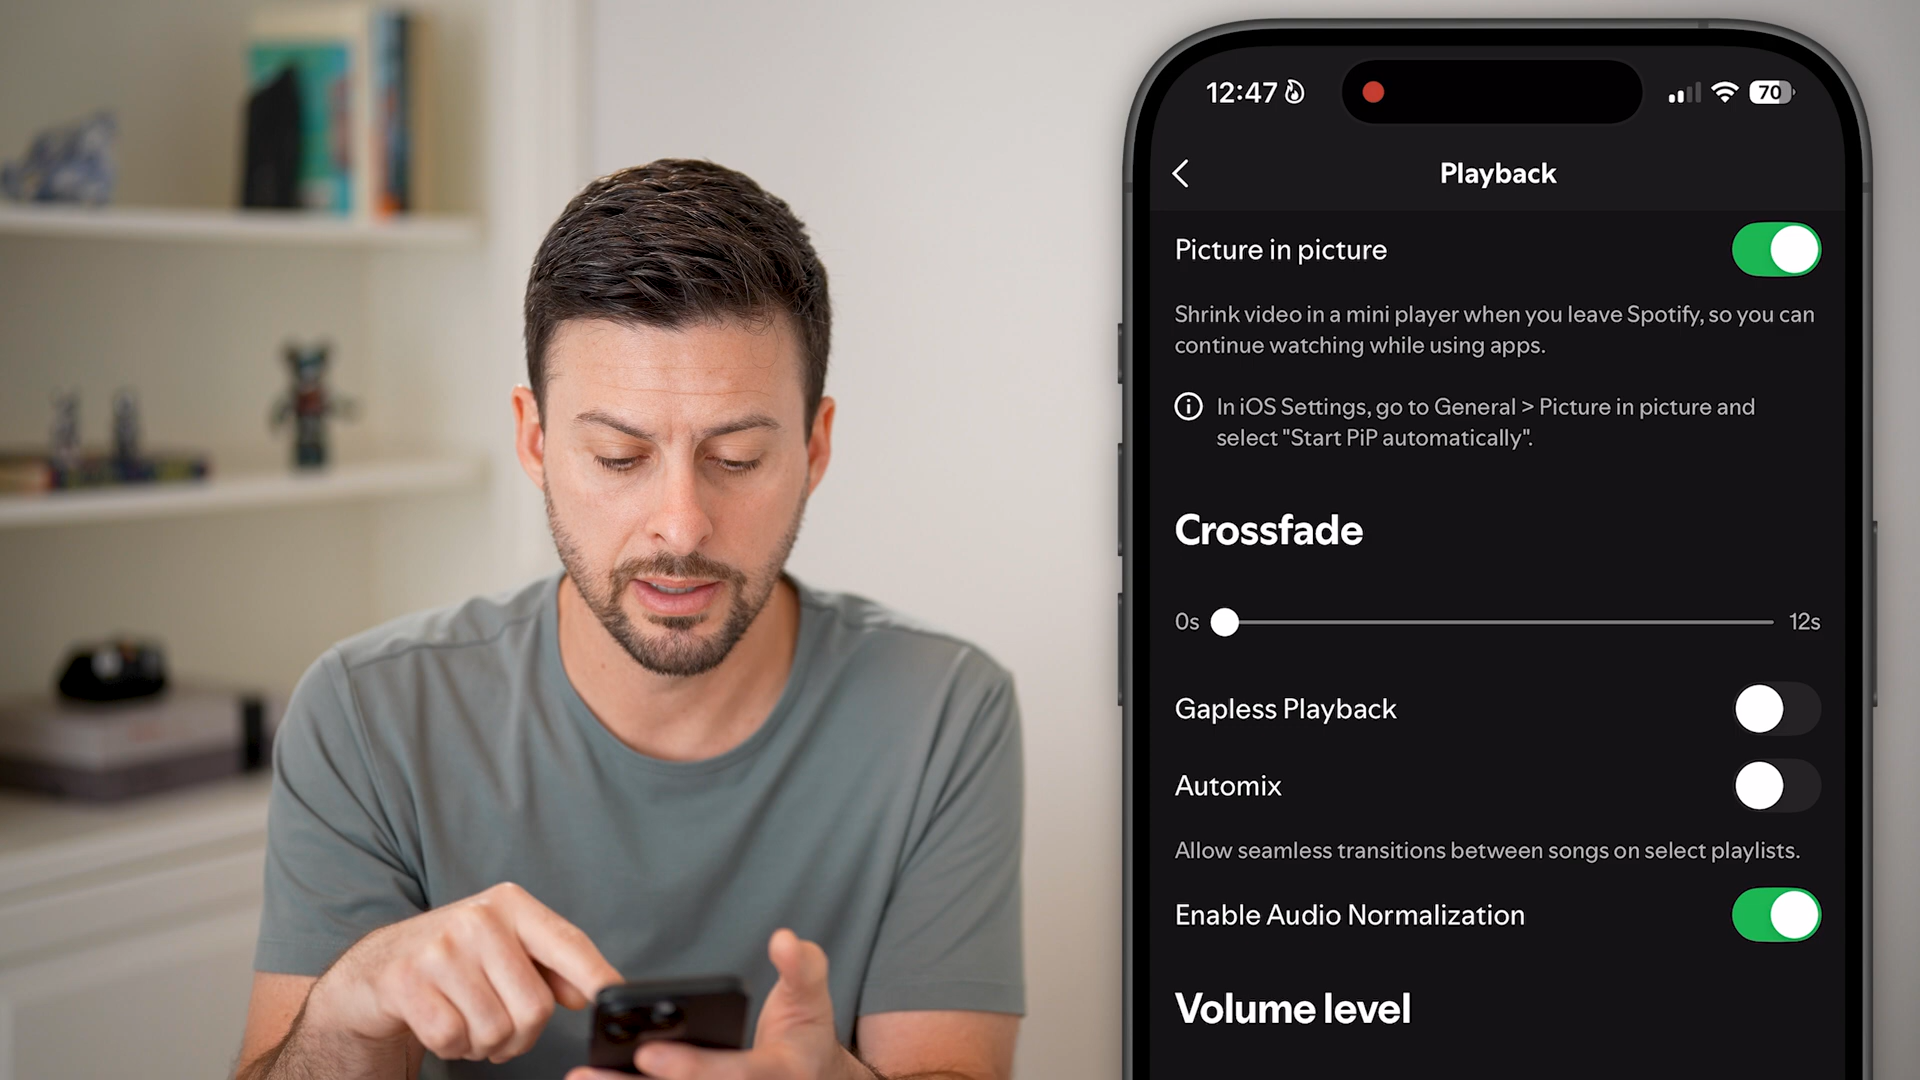 12:47
70
Playback
Picture in picture
Shrink video in a mini player when you leave Spotify, so you can
continue watching while using apps.
In iOS Settings, go to General > Picture in picture and
select "Start PiP automatically".
Crossfade
0s
12s
Gapless Playback
Automix
Allow seamless transitions between songs on select playlists.
Enable Audio Normalization
Volume level